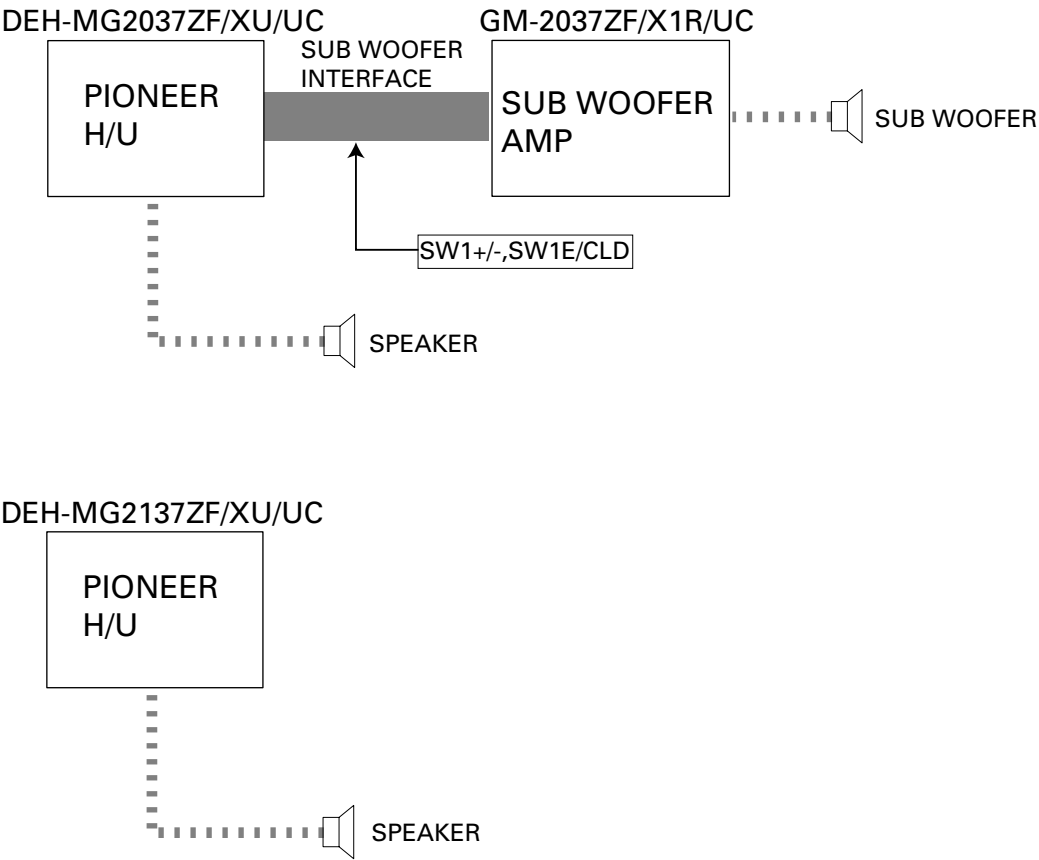 DEH-MG2037ZF/XU/UC
GM-2037ZF/X1R/UC
SUB WOOFER
INTERFACE
PIONEER
H/U
SUB WOOFER
AMP
SUB WOOFER
SW1+/-,SW1E/CLD
SPEAKER
DEH-MG2137ZF/XU/UC
PIONEER
H/U
SPEAKER